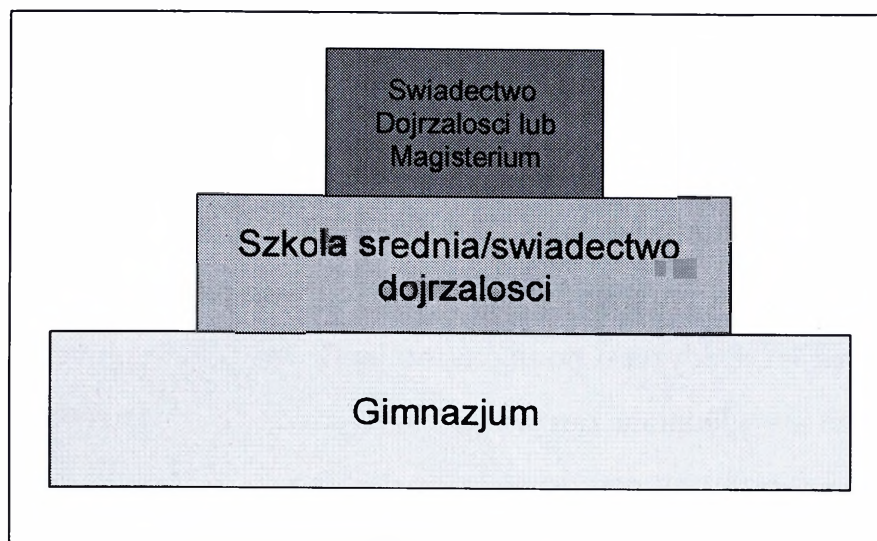 Swiadectwo
Dojrzalosci lub
Magisterium
Szkola srednia/swiadectwo
dojrzalosci
Gimnazjum